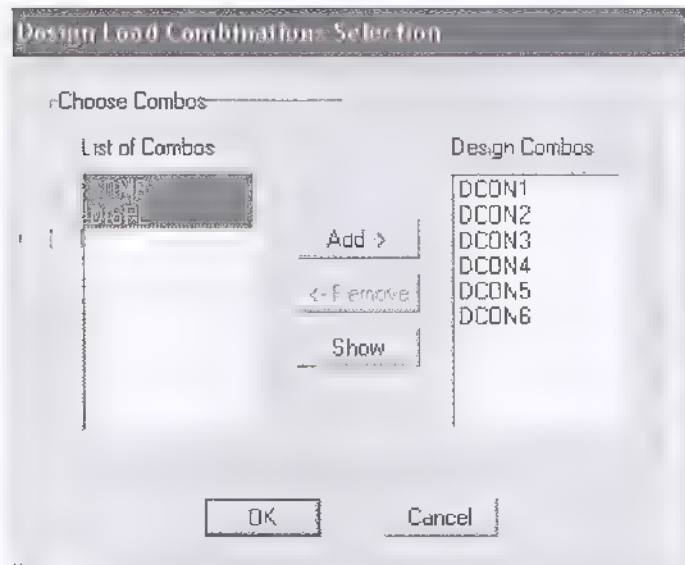 Design Load Combinations Selection
Choose Combos
List of Combos
Design Combos
DCON1
DCON2
DCON3
DCON4
DCON5
DCON6
Add ->
<- Remove
Show
OK
Cancel